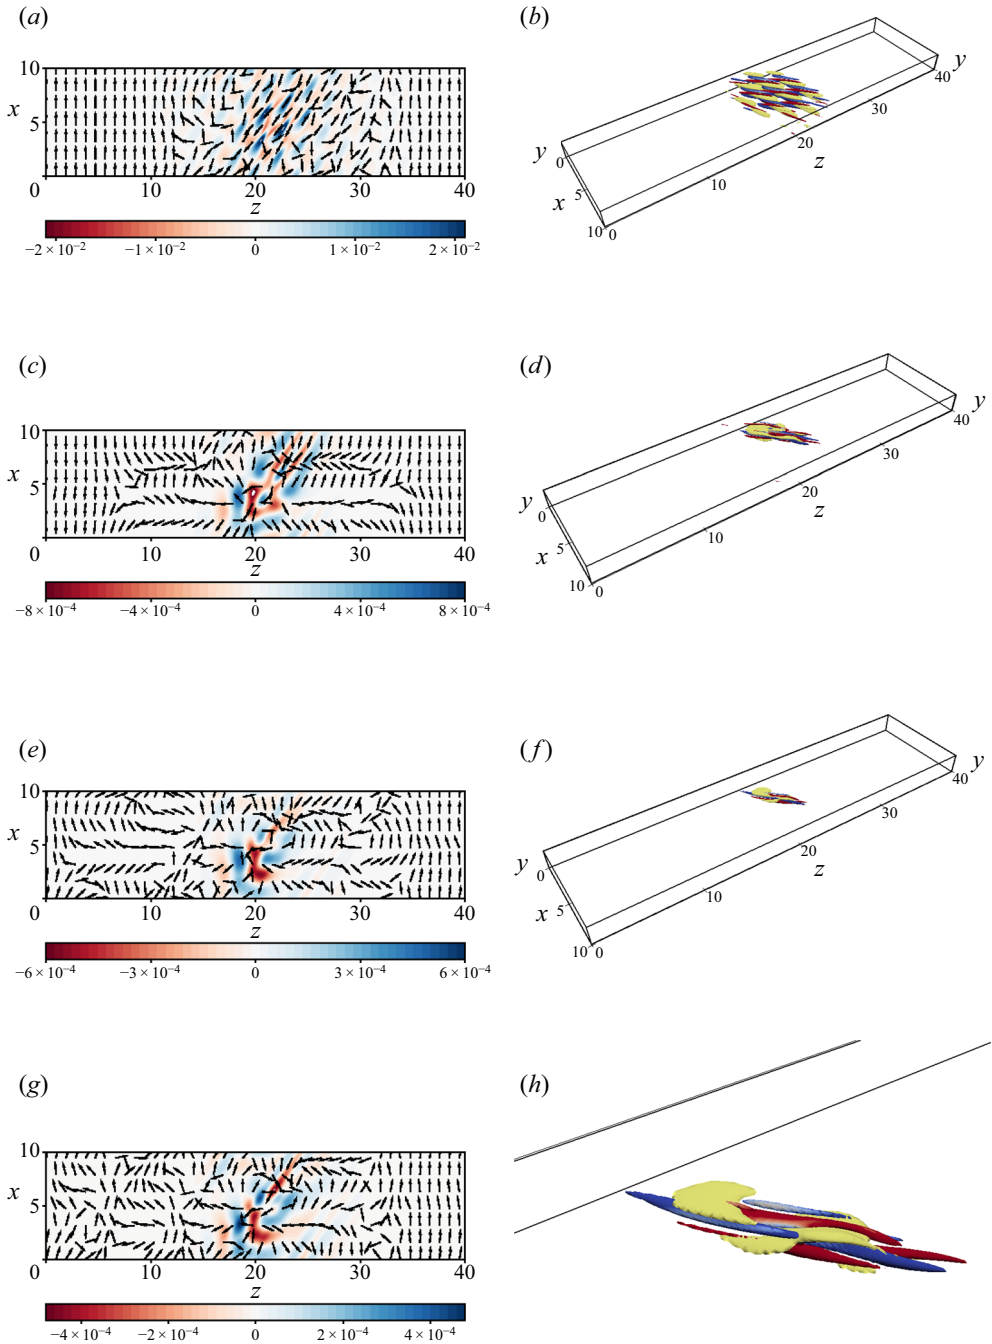 (a)
(b)
10
x
5
0
10
20
30
40
z
−2 × 10−2
−1 × 10−2
0
1 × 10−2
2 × 10−2
y
40
30
20
z
10
y
0
5
x
10
0
(c)
(d)
10
x
5
0
10
20
30
40
z
−8 × 10−4
−4 × 10−4
0
4 × 10−4
8 × 10−4
y
40
30
20
z
10
y
0
5
x
10
0
(e)
(f)
10
x
5
0
10
20
30
40
z
−6 × 10−4
−3 × 10−4
0
3 × 10−4
6 × 10−4
y
40
30
20
z
10
y
0
5
x
10
0
(g)
(h)
10
x
5
0
10
20
30
40
z
−4 × 10−4
−2 × 10−4
0
2 × 10−4
4 × 10−4